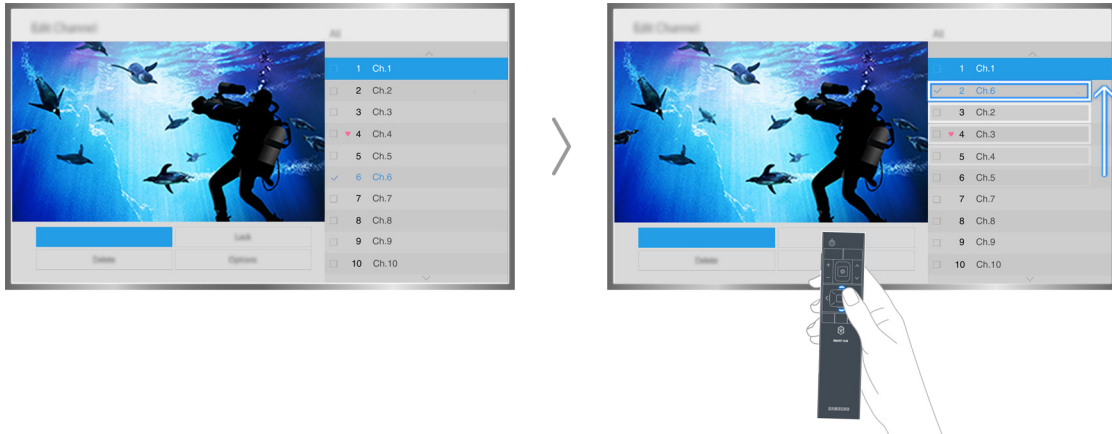 Edit Channel
All
1 Ch.1
2 Ch.2
3 Ch.3
♥ 4 Ch.4
5 Ch.5
6 Ch.6
7 Ch.7
8 Ch.8
9 Ch.9
10 Ch.10
Lock
Delete
Options
Edit Channel
All
1 Ch.1
2 Ch.6
3 Ch.2
♥ 4 Ch.3
5 Ch.4
6 Ch.5
7 Ch.7
8 Ch.8
9 Ch.9
10 Ch.10
Delete
SMART HUB
SAMSUNG